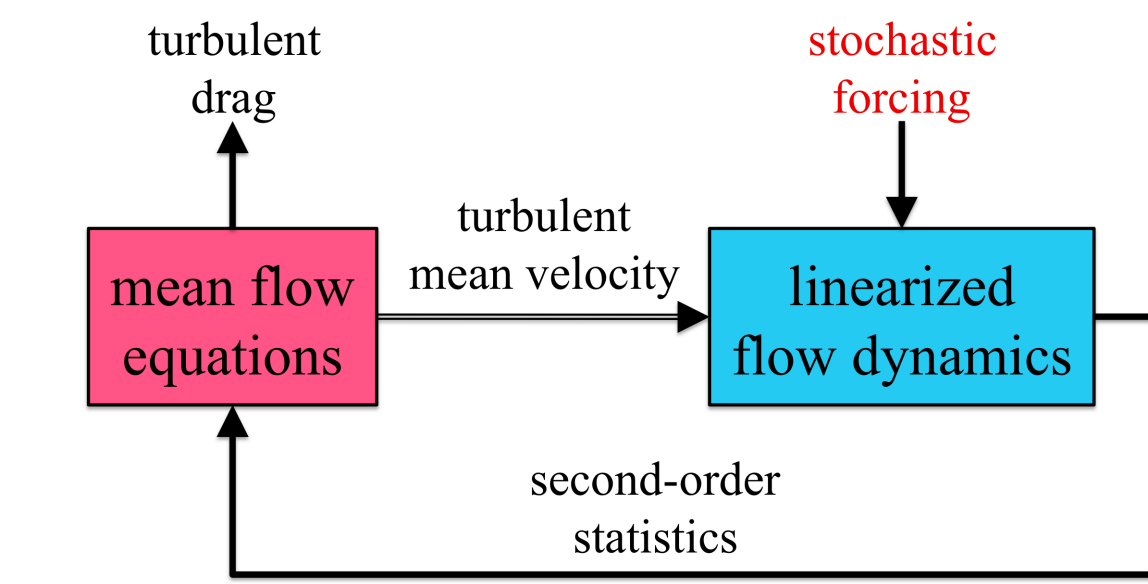 turbulent
drag
stochastic
forcing
turbulent
mean velocity
mean flow
equations
linearized
flow dynamics
second-order
statistics